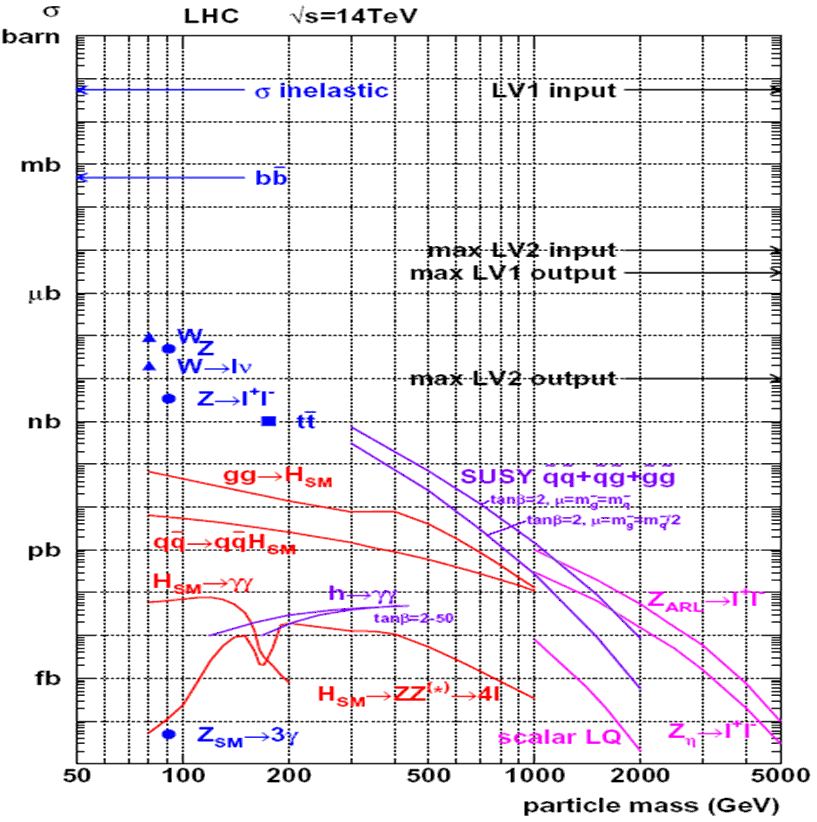 σ LHC √s=14TeV
barn
σ inelastic LV1 input
mb
bb̄
max LV2 input
max LV1 output
μb
W
Z
W→lν
max LV2 output
Z→l⁺l⁻
nb
tt̄
gg→H_SM
SUSY q̃q̃+q̃g̃+g̃g̃
tanβ=2, μ=m_g̃=m_q̃
tanβ=2, μ=m_g̃=m_q̃/2
qq̄→qq̄H_SM
pb
H_SM→γγ
h→γγ
tanβ=2-50
Z_ARL→l⁺l⁻
fb
H_SM→ZZ⁽*⁾→4l
Z_SM→3γ
scalar LQ
Z_η→l⁺l⁻
50 100 200 500 1000 2000 5000
particle mass (GeV)